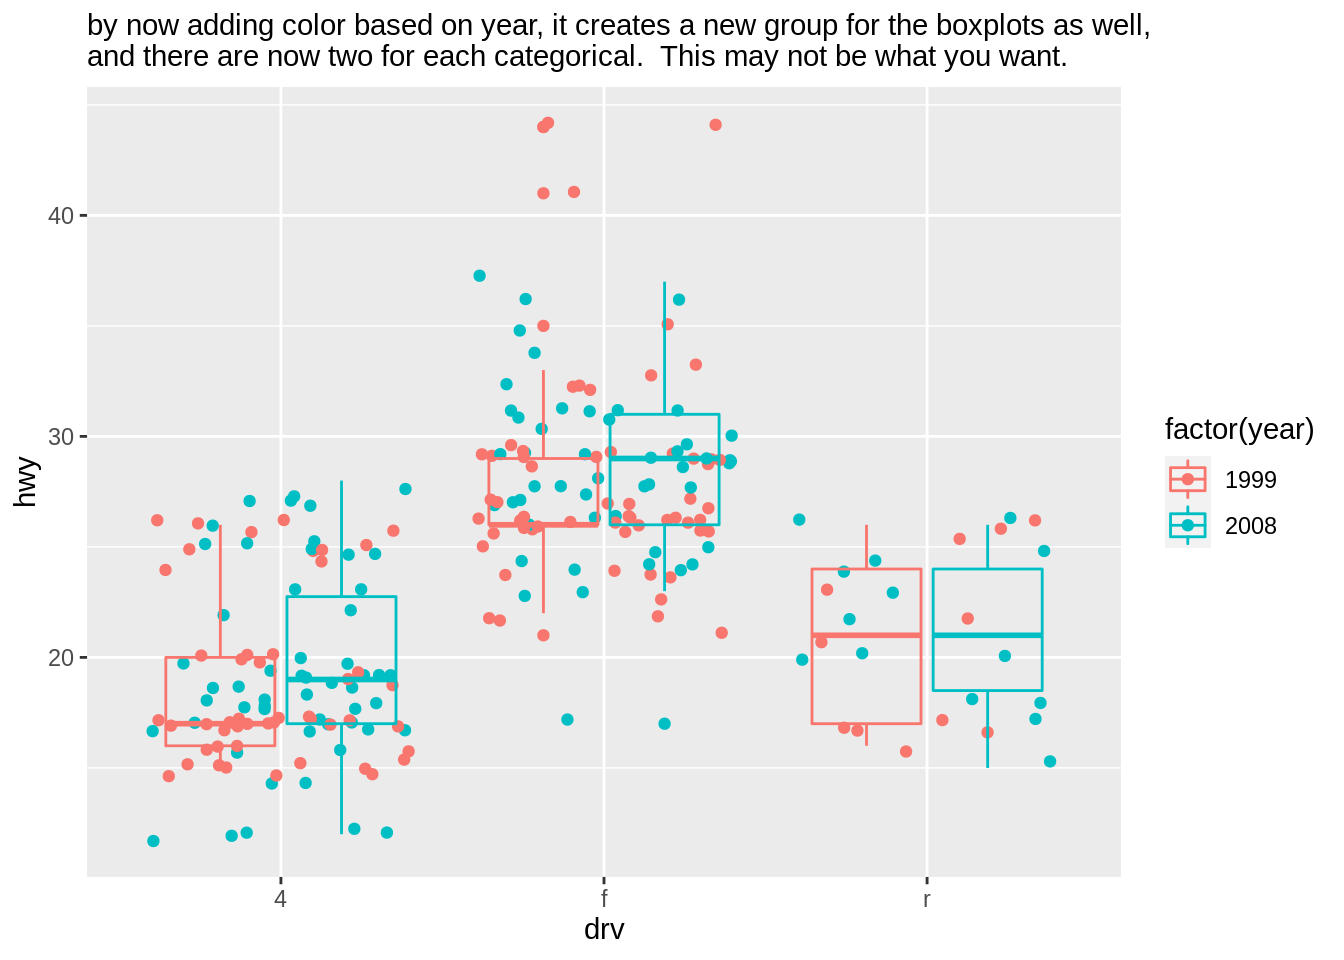 by now adding color based on year, it creates a new group for the boxplots as well,
and there are now two for each categorical.  This may not be what you want.
40
30
20
hwy
4
f
r
drv
factor(year)
1999
2008